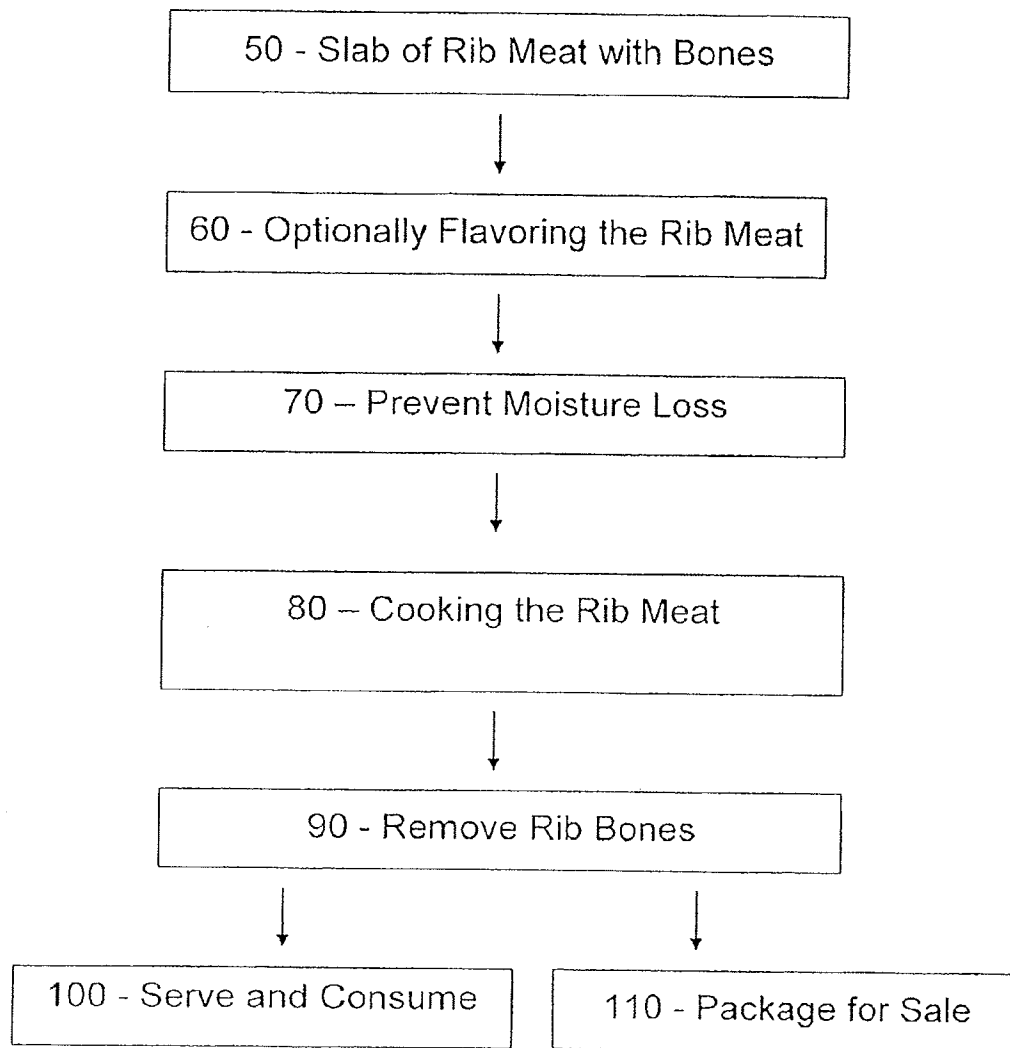 50 - Slab of Rib Meat with Bones
60 - Optionally Flavoring the Rib Meat
70 – Prevent Moisture Loss
80 – Cooking the Rib Meat
90 - Remove Rib Bones
100 - Serve and Consume
110 - Package for Sale